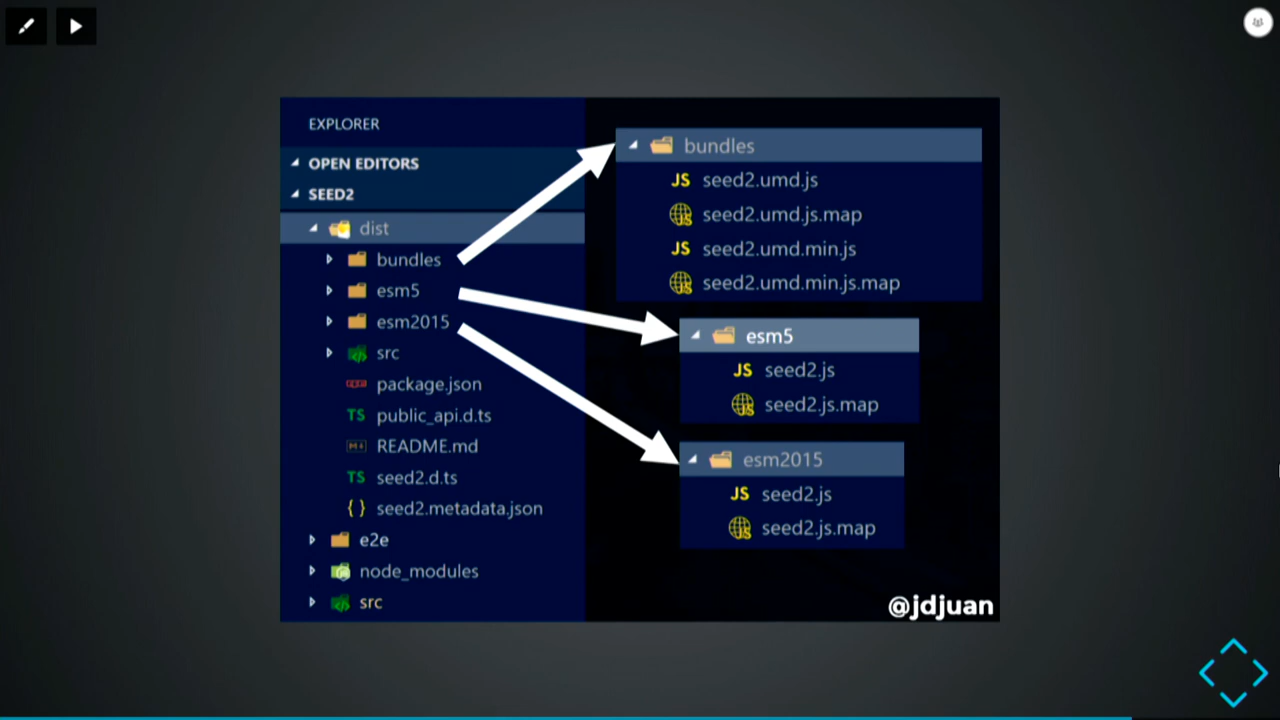 EXPLORER
OPEN EDITORS
SEED2
dist
bundles
esm5
esm2015
src
package.json
public_api.d.ts
README.md
seed2.d.ts
seed2.metadata.json
e2e
node_modules
src
bundles
seed2.umd.js
seed2.umd.js.map
seed2.umd.min.js
seed2.umd.min.js.map
esm5
seed2.js
seed2.js.map
esm2015
seed2.js
seed2.js.map
@jdjuan